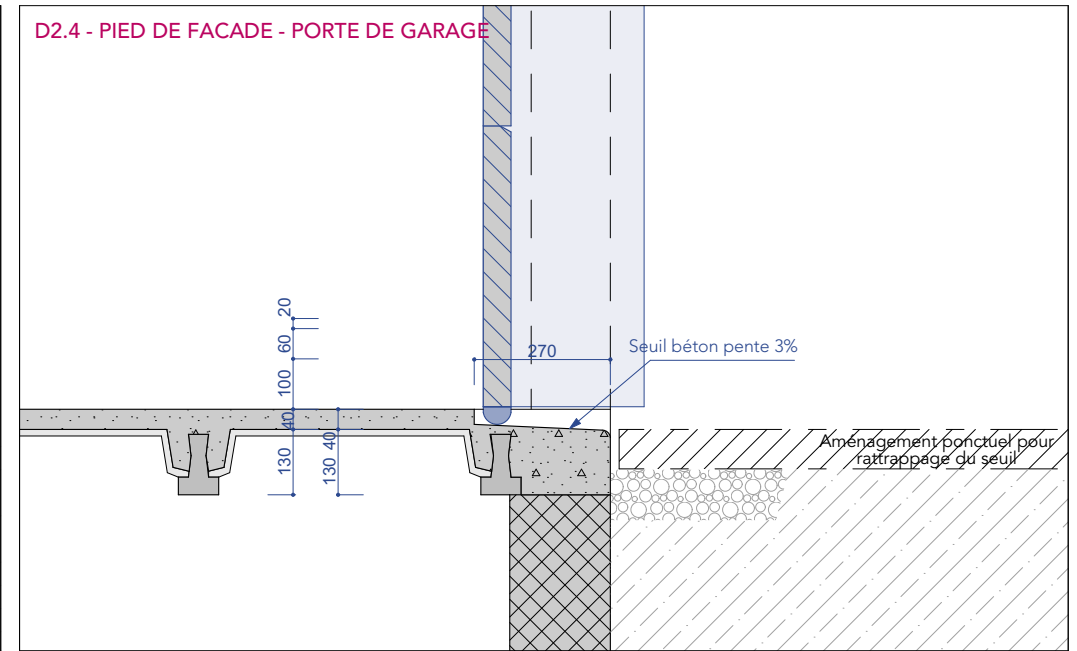 D2.4 - PIED DE FACADE - PORTE DE GARAGE
20
60
270
Seuil béton pente 3%
100
40
40
130
130
Aménagement ponctuel pour
rattrappage du seuil